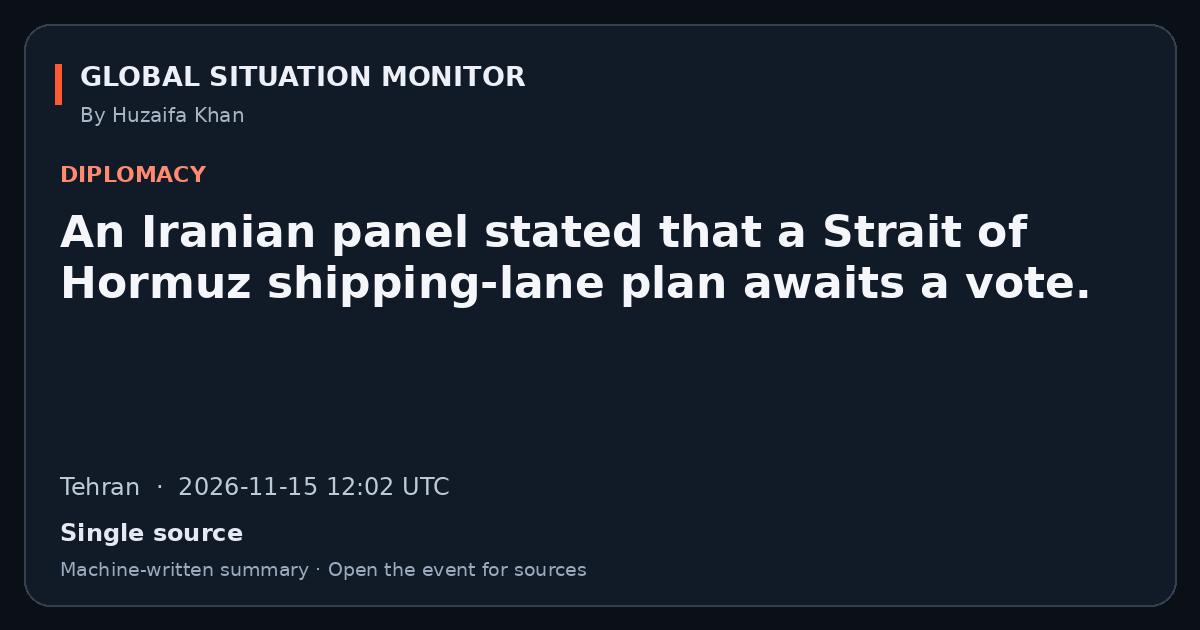 GLOBAL SITUATION MONITOR
By Huzaifa Khan
DIPLOMACY
An Iranian panel stated that a Strait of
Hormuz shipping-lane plan awaits a vote.
Tehran · 2026-11-15 12:02 UTC
Single source
Machine-written summary · Open the event for sources